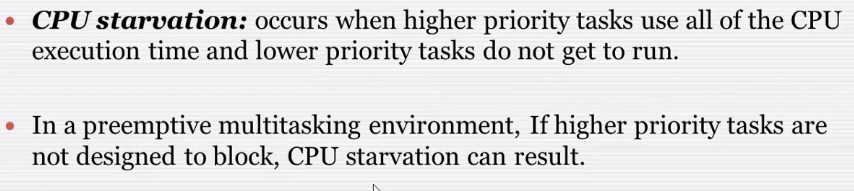 • CPU starvation: occurs when higher priority tasks use all of the CPU
execution time and lower priority tasks do not get to run.
• In a preemptive multitasking environment, If higher priority tasks are
not designed to block, CPU starvation can result.